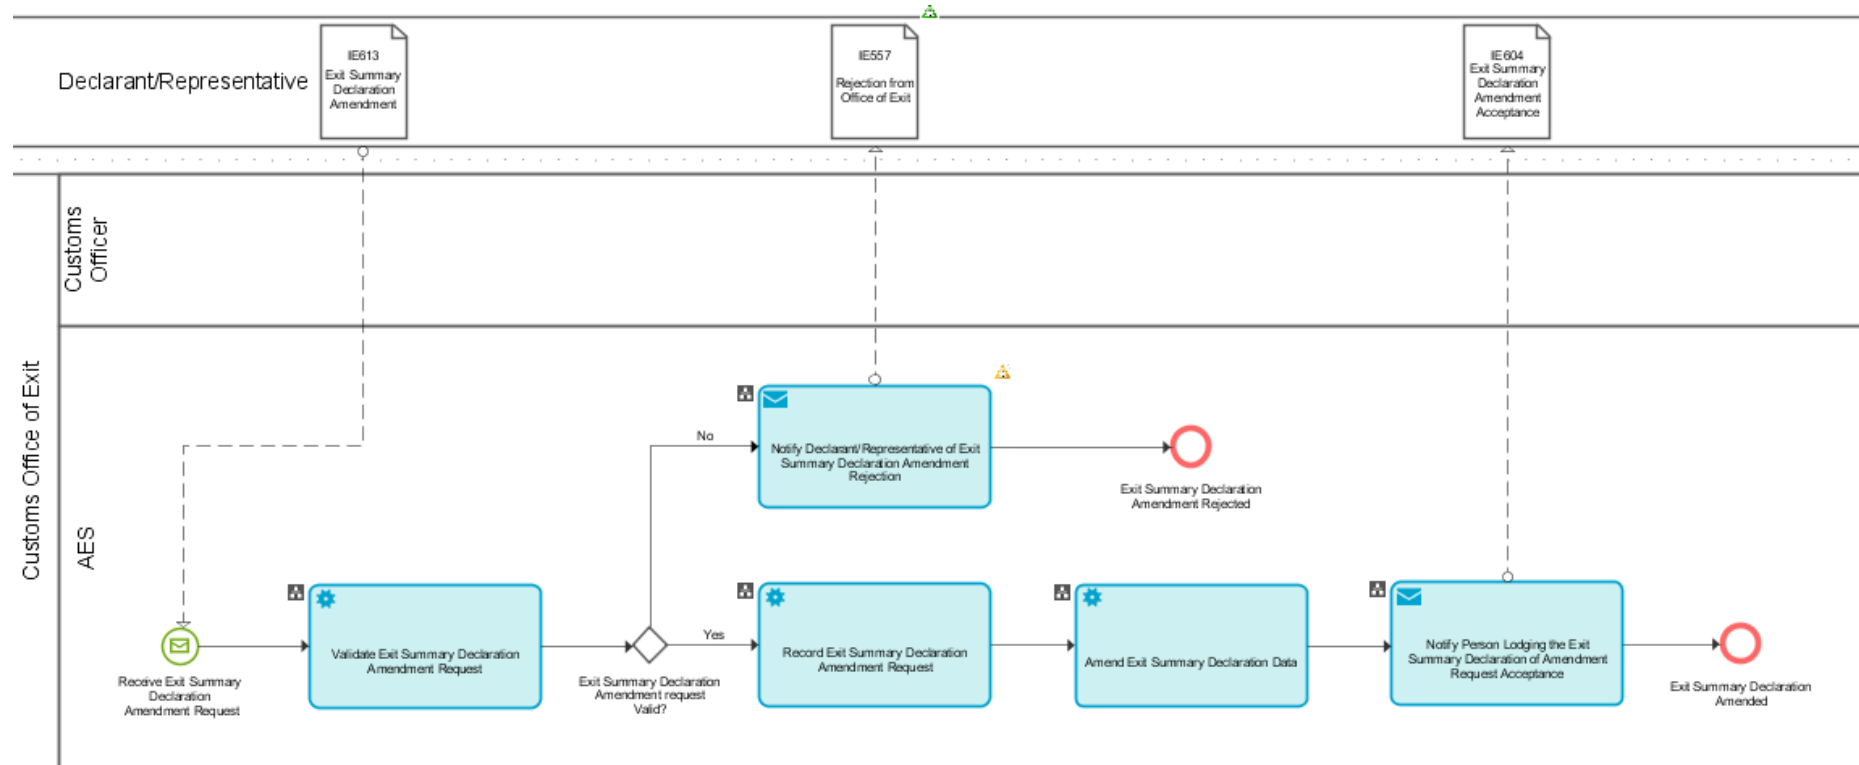 Declarant/Representative
IE613
Exit Summary
Declaration
Amendment
IE557
Rejection from
Office of Exit
IE604
Exit Summary
Declaration
Amendment
Acceptance
Customs Office of Exit
Customs
Officer
AES
Receive Exit Summary
Declaration
Amendment Request
Validate Exit Summary Declaration
Amendment Request
Exit Summary Declaration
Amendment request
Valid?
No
Notify Declarant/Representative of Exit
Summary Declaration Amendment
Rejection
Exit Summary Declaration
Amendment Rejected
Yes
Record Exit Summary Declaration
Amendment Request
Amend Exit Summary Declaration Data
Notify Person Lodging the Exit
Summary Declaration of Amendment
Request Acceptance
Exit Summary Declaration
Amended